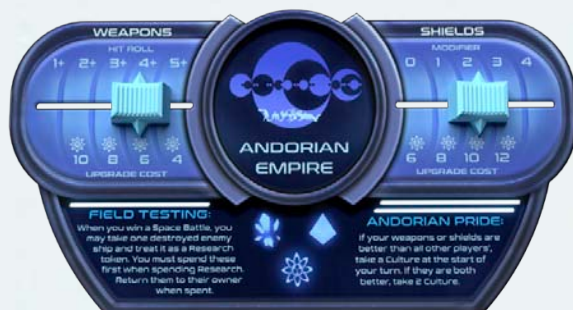 WEAPONS
HIT ROLL
1+ 2+ 3+ 4+ 5+
10 8 6 4
UPGRADE COST
ANDORIAN
EMPIRE
SHIELDS
MODIFIER
0 1 2 3 4
6 8 10 12
UPGRADE COST
FIELD TESTING:
When you win a Space Battle, you
may take one destroyed enemy
ship and treat it as a Research
token. You must spend these
first when spending Research.
Return them to their owner
when spent.
ANDORIAN PRIDE:
If your weapons or shields are
better than all other players',
take a Culture at the start of
your turn. If they are both
better, take 2 Culture.